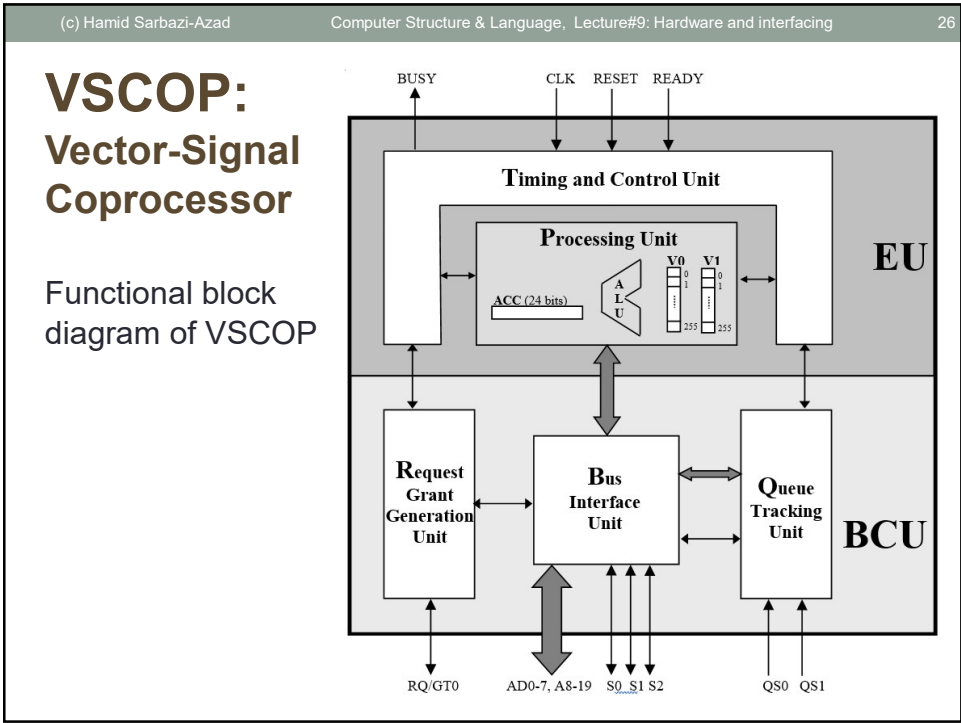 (c) Hamid Sarbazi-Azad
Computer Structure & Language, Lecture#9: Hardware and interfacing
26
VSCOP:
Vector-Signal
Coprocessor
Functional block
diagram of VSCOP
BUSY
CLK
RESET
READY
Timing and Control Unit
Processing Unit
EU
ACC (24 bits)
A
L
U
V0
0
1
255
V1
0
1
255
Request
Grant
Generation
Unit
Bus
Interface
Unit
Queue
Tracking
Unit
BCU
RQ/GT0
AD0-7, A8-19
S0 S1 S2
QS0 QS1